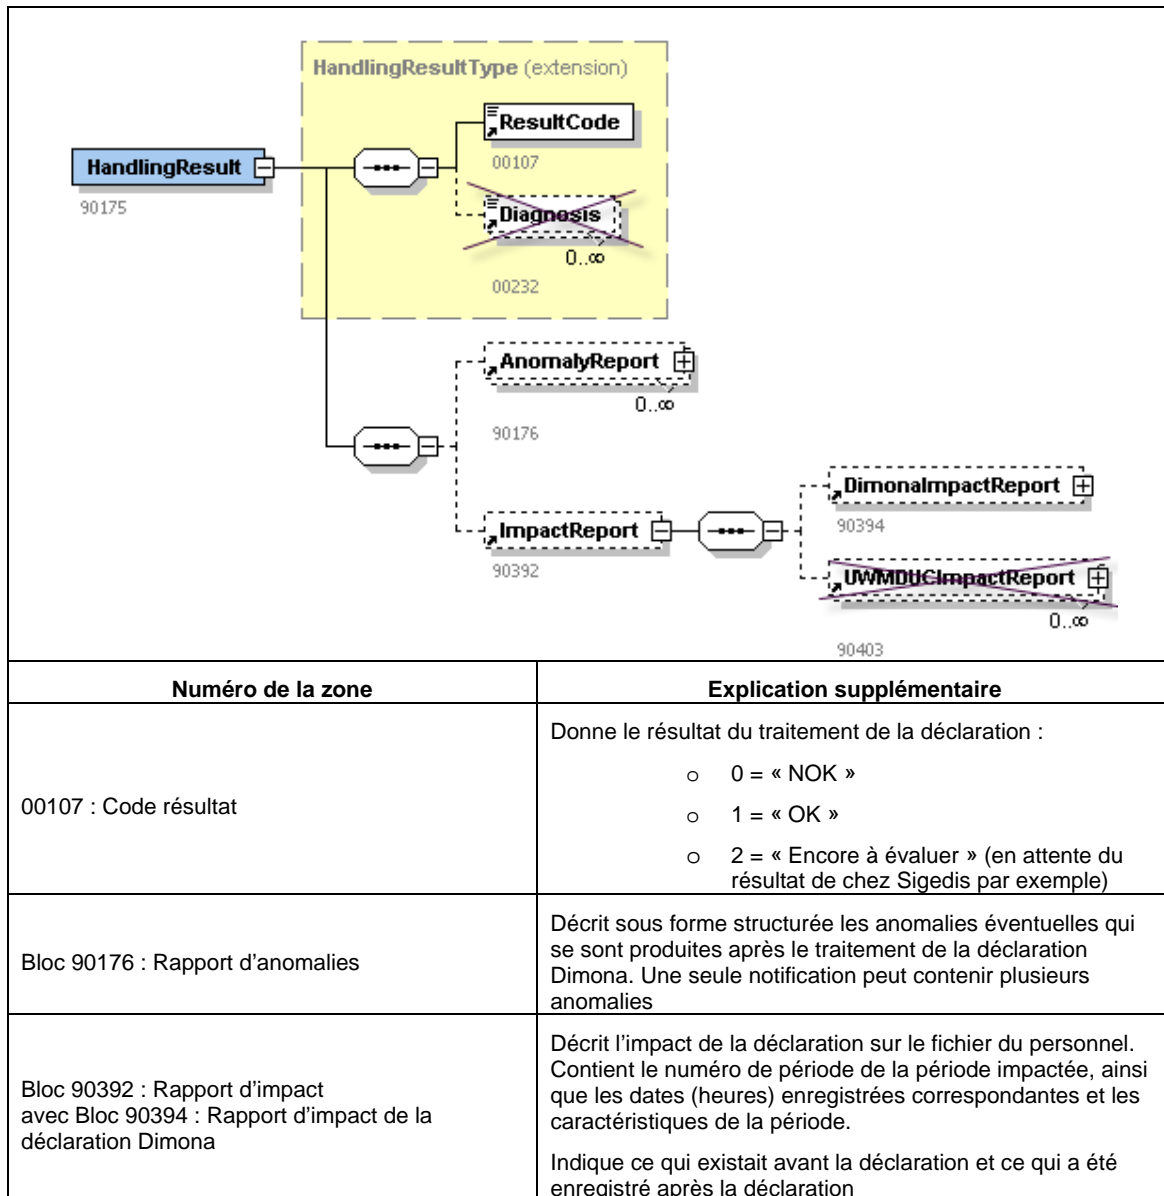 HandlingResultType (extension)
ResultCode
00107
HandlingResult
90175
Diagnosis
0..∞
00232
AnomalyReport
0..∞
90176
DimonaImpactReport
90394
ImpactReport
90392
UWMDUCImpactReport
0..∞
90403
Numéro de la zone
Explication supplémentaire
00107 : Code résultat
Donne le résultat du traitement de la déclaration :
o 0 = « NOK »
o 1 = « OK »
o 2 = « Encore à évaluer » (en attente du
résultat de chez Sigedis par exemple)
Bloc 90176 : Rapport d’anomalies
Décrit sous forme structurée les anomalies éventuelles qui
se sont produites après le traitement de la déclaration
Dimona. Une seule notification peut contenir plusieurs
anomalies
Bloc 90392 : Rapport d’impact
avec Bloc 90394 : Rapport d’impact de la
déclaration Dimona
Décrit l’impact de la déclaration sur le fichier du personnel.
Contient le numéro de période de la période impactée, ainsi
que les dates (heures) enregistrées correspondantes et les
caractéristiques de la période.
Indique ce qui existait avant la déclaration et ce qui a été
enregistré après la déclaration